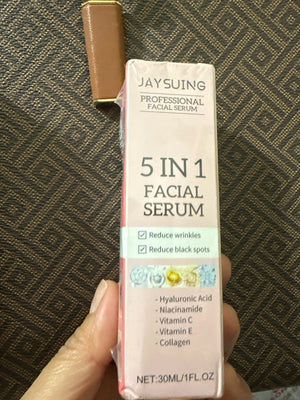 JAYSUING
PROFESSIONAL
FACIAL SERUM
5 IN 1
FACIAL
SERUM
Reduce wrinkles
Reduce black spots
- Hyaluronic Acid
- Niacinamide
- Vitamin C
- Vitamin E
- Collagen
NET:30ML/1FL.OZ